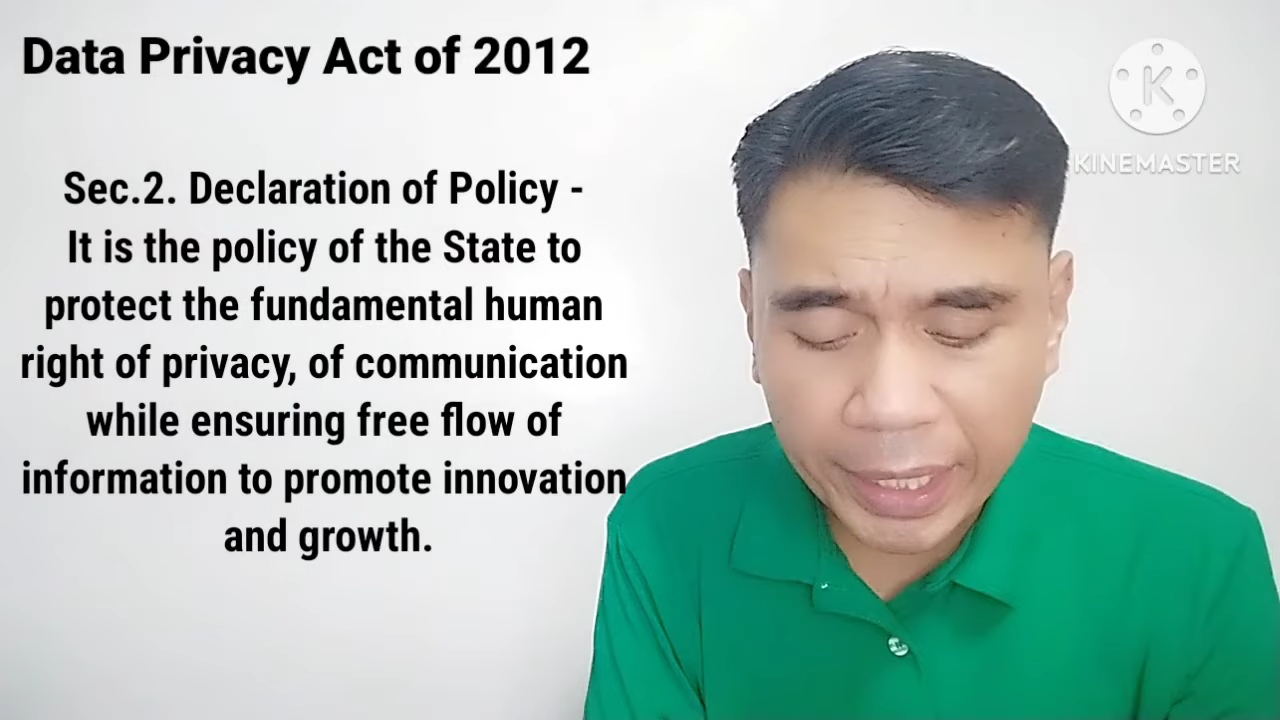 Data Privacy Act of 2012
Sec.2. Declaration of Policy -
It is the policy of the State to
protect the fundamental human
right of privacy, of communication
while ensuring free flow of
information to promote innovation
and growth.
K
KINEMASTER